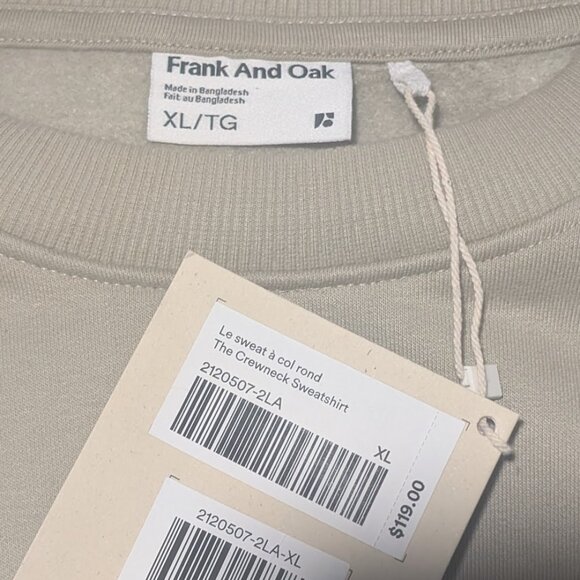 Frank And Oak
Made in Bangladesh
Fait au Bangladesh
XL/TG
Le sweat à col rond
The Crewneck Sweatshirt
2120507-2LA
XL
$119.00
2120507-2LA-XL